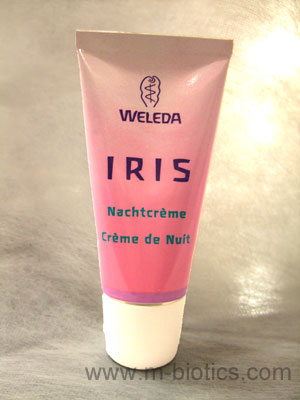 WELEDA
IRIS
Nachtcrème
Crème de Nuit
www.m-biotics.com